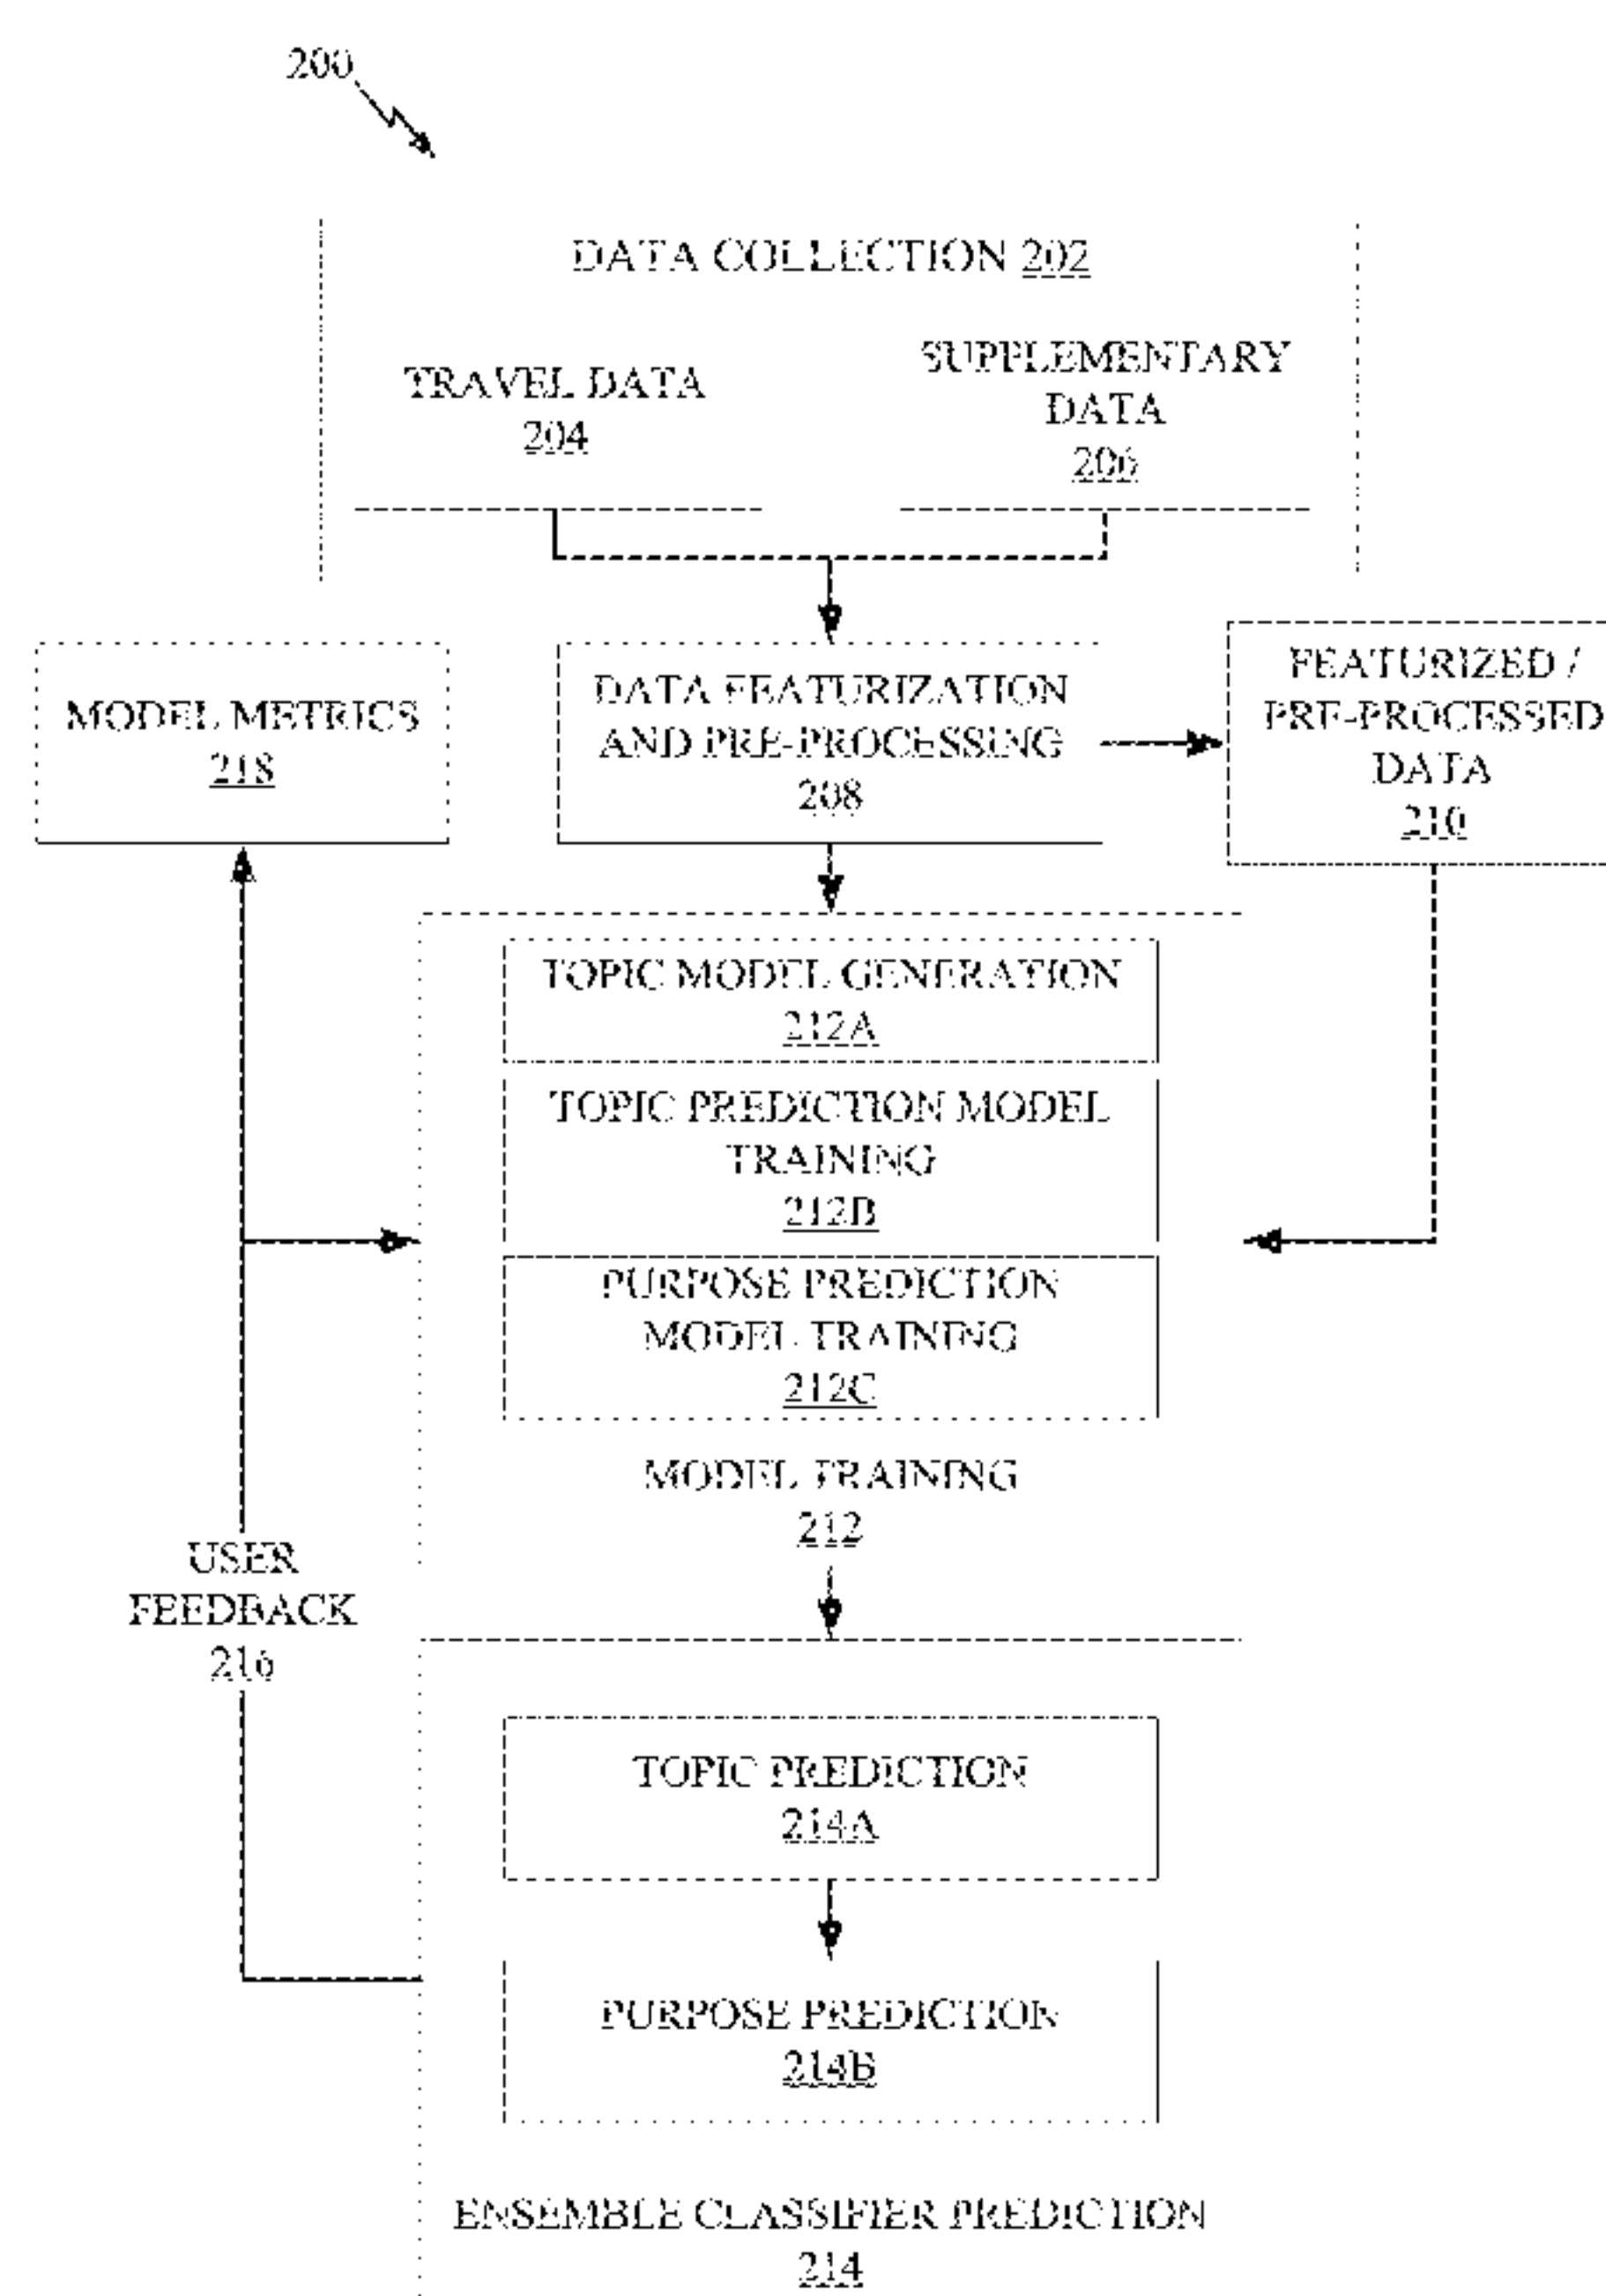 200
DATA COLLECTION 202
TRAVEL DATA
204
SUPPLEMENTARY
DATA
206
MODEL METRICS
218
DATA FEATURIZATION
AND PRE-PROCESSING
208
FEATURIZED /
PRE-PROCESSED
DATA
210
TOPIC MODEL GENERATION
212A
TOPIC PREDICTION MODEL
TRAINING
212B
PURPOSE PREDICTION
MODEL TRAINING
212C
MODEL TRAINING
212
USER
FEEDBACK
216
TOPIC PREDICTION
214A
PURPOSE PREDICTION
214B
ENSEMBLE CLASSIFIER PREDICTION
214